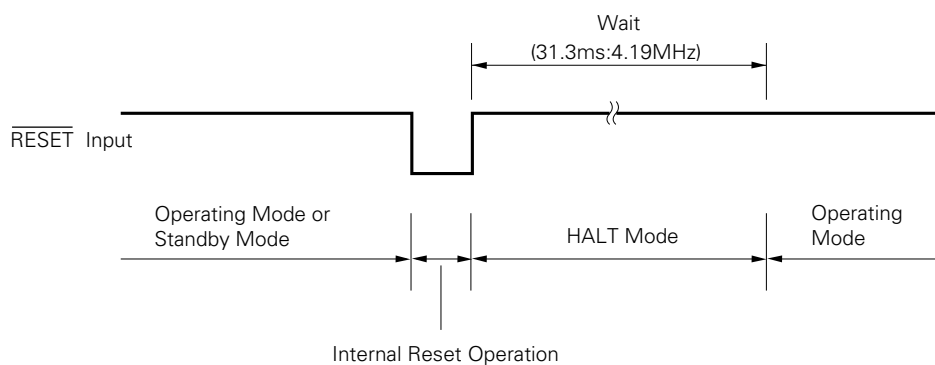 Wait
(31.3ms:4.19MHz)
RESET Input
Operating Mode or
Standby Mode
HALT Mode
Operating
Mode
Internal Reset Operation